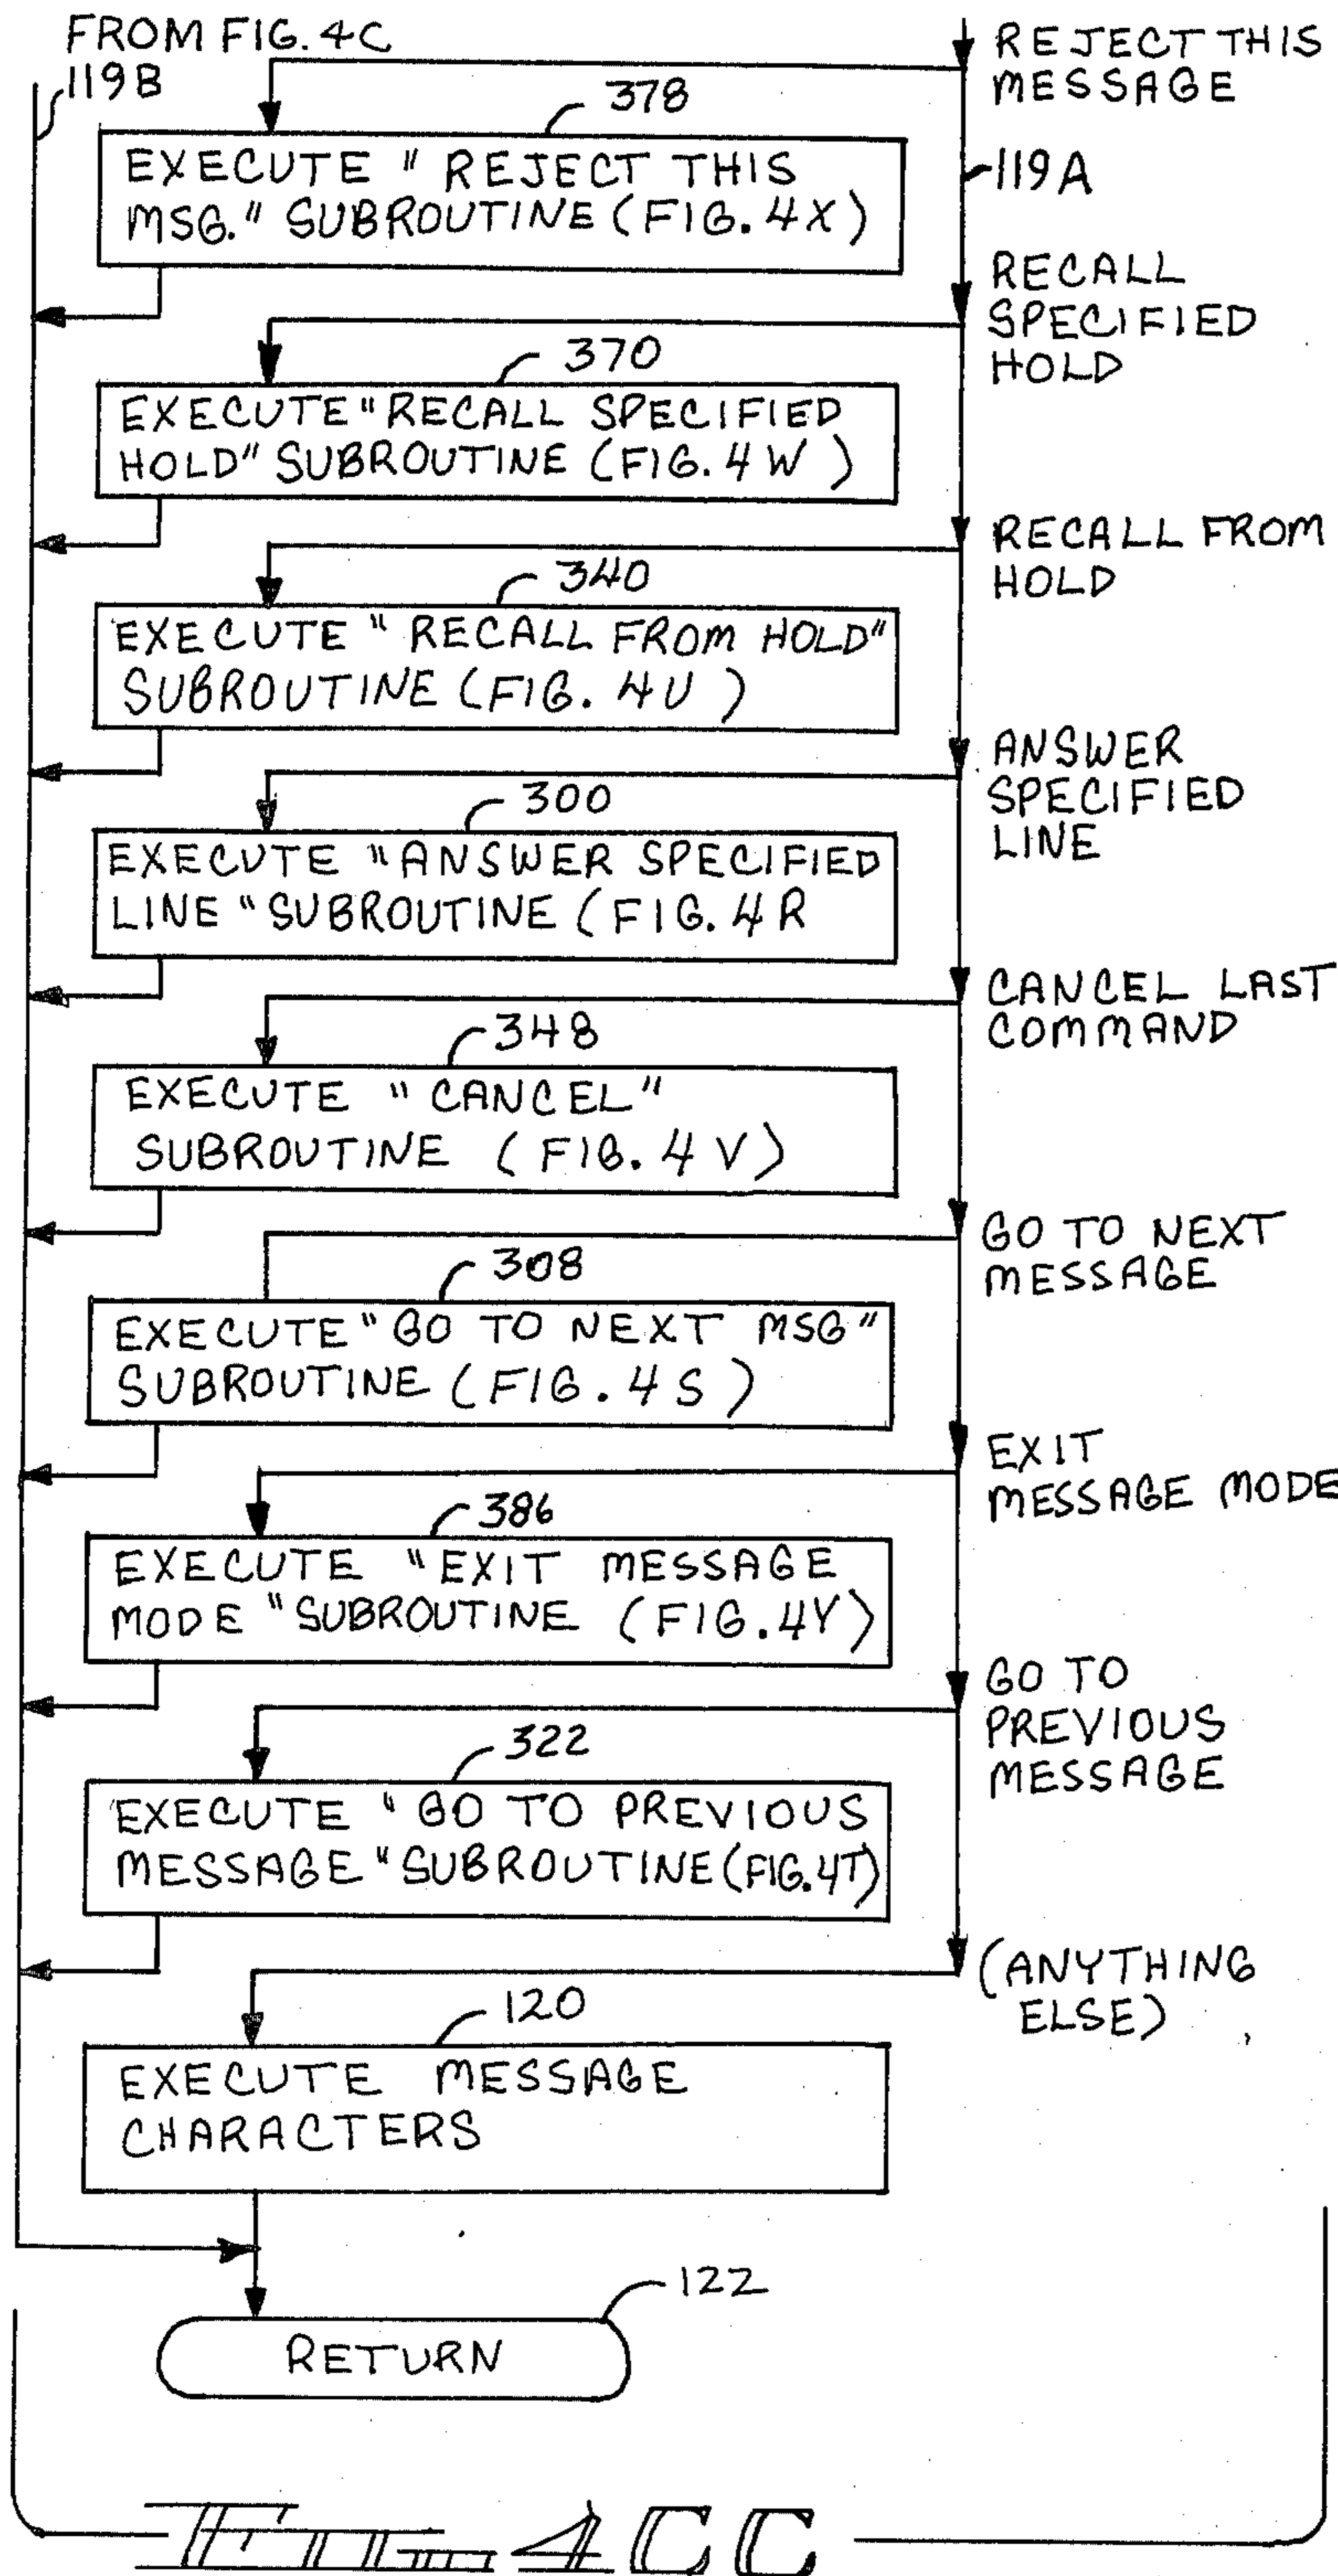 FROM FIG. 4C
119B
REJECT THIS
MESSAGE
378
EXECUTE "REJECT THIS
MSG." SUBROUTINE (FIG. 4X)
119A
RECALL
SPECIFIED
HOLD
370
EXECUTE "RECALL SPECIFIED
HOLD" SUBROUTINE (FIG. 4W)
RECALL FROM
HOLD
340
EXECUTE "RECALL FROM HOLD"
SUBROUTINE (FIG. 4U)
ANSWER
SPECIFIED
LINE
300
EXECUTE "ANSWER SPECIFIED
LINE" SUBROUTINE (FIG. 4R
CANCEL LAST
COMMAND
348
EXECUTE "CANCEL"
SUBROUTINE (FIG. 4V)
GO TO NEXT
MESSAGE
308
EXECUTE "GO TO NEXT MSG"
SUBROUTINE (FIG. 4S)
EXIT
MESSAGE MODE
386
EXECUTE "EXIT MESSAGE
MODE" SUBROUTINE (FIG. 4Y)
GO TO
PREVIOUS
MESSAGE
322
EXECUTE "GO TO PREVIOUS
MESSAGE" SUBROUTINE (FIG. 4T)
(ANYTHING
ELSE)
120
EXECUTE MESSAGE
CHARACTERS
122
RETURN
FIG. 4CC